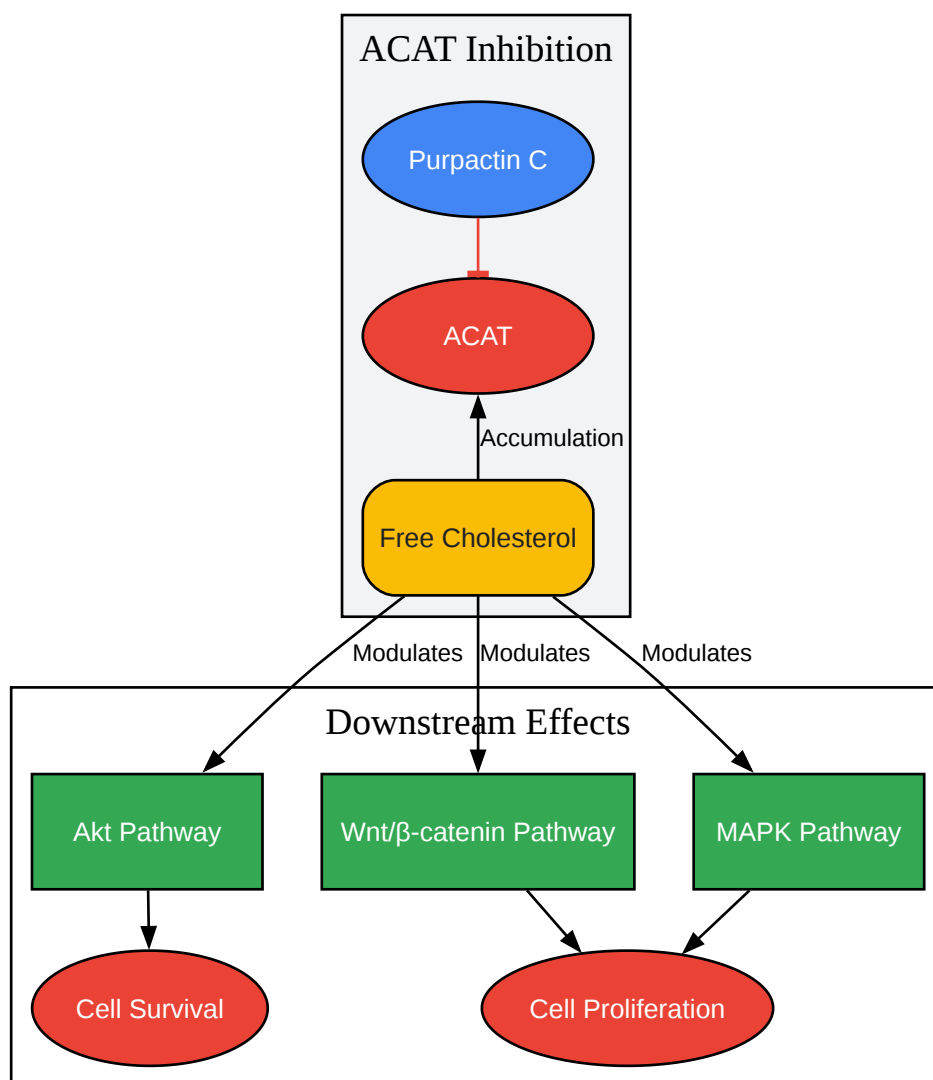 ACAT Inhibition
Purpactin C
ACAT
Accumulation
Free Cholesterol
Modulates
Modulates
Modulates
Downstream Effects
Akt Pathway
Wnt/β-catenin Pathway
MAPK Pathway
Cell Survival
Cell Proliferation